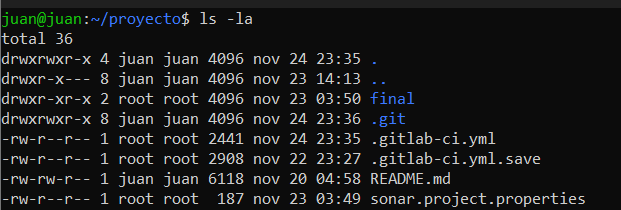 juan@juan:~/proyecto$ ls -la
total 36
drwxrwxr-x 4 juan juan 4096 nov 24 23:35 .
drwxr-x--- 8 juan juan 4096 nov 23 14:13 ..
drwxr-xr-x 2 root root 4096 nov 23 03:50 final
drwxrwxr-x 8 juan juan 4096 nov 24 23:36 .git
-rw-r--r-- 1 root root 2441 nov 24 23:35 .gitlab-ci.yml
-rw-r--r-- 1 root root 2908 nov 22 23:27 .gitlab-ci.yml.save
-rw-rw-r-- 1 juan juan 6118 nov 20 04:58 README.md
-rw-r--r-- 1 root root  187 nov 23 03:49 sonar.project.properties